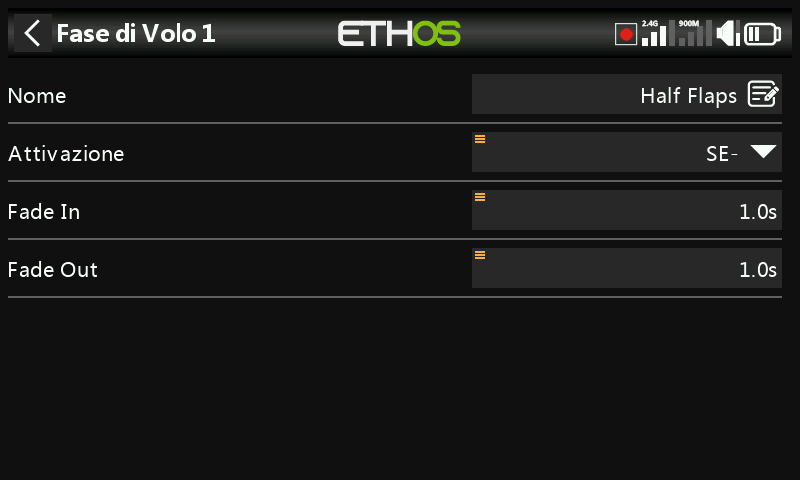 Fase di Volo 1
ETHOS
2.4G
900M
Nome
Half Flaps
Attivazione
SE-
Fade In
1.0s
Fade Out
1.0s